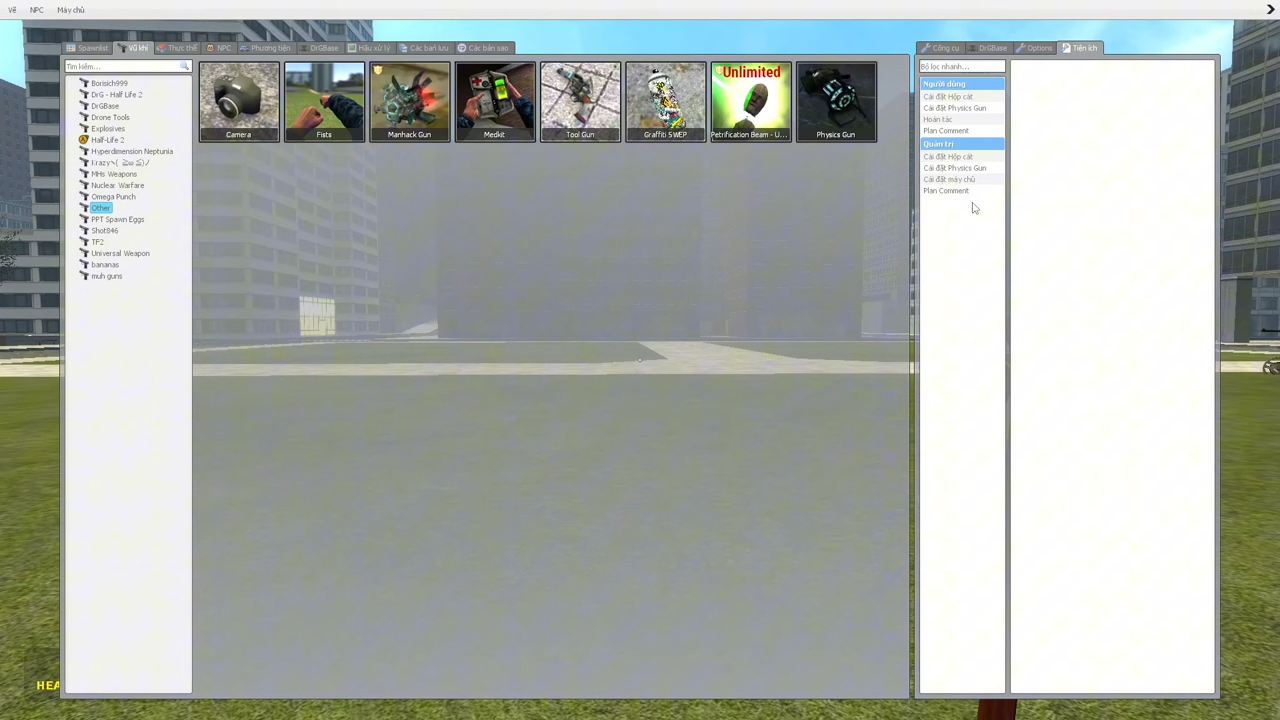 Vẽ NPC Máy chủ
Spawnlist Vũ khí Thực thể NPC Phương tiện DrGBase Hậu xử lý Các bản lưu Các bản sao
Tìm kiếm...
Borisich999
DrG - Half Life 2
DrGBase
Drone Tools
Explosives
Half-Life 2
Hyperdimension Neptunia
MHs Weapons
Nuclear Warfare
Omega Punch
Other
PPT Spawn Eggs
Shot846
TF2
Universal Weapon
bananas
muh guns
Camera
Fists
Manhack Gun
Medkit
Tool Gun
Graffiti SWEP
Unlimited
Petrification Beam - U...
Physics Gun
Công cụ DrGBase Options Tiện ích
Bộ lọc nhanh...
Người dùng
Cài đặt Hộp cát
Cài đặt Physics Gun
Hoàn tác
Plan Comment
Quản trị
Cài đặt Hộp cát
Cài đặt Physics Gun
Cài đặt máy chủ
Plan Comment
HEA